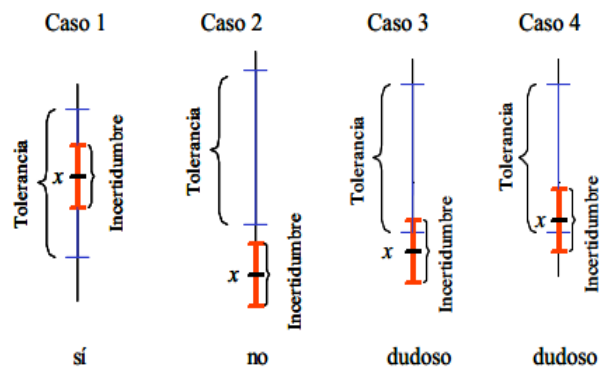 Caso 1
Caso 2
Caso 3
Caso 4
Tolerancia
x
Incertidumbre
Tolerancia
x
Incertidumbre
Tolerancia
x
Incertidumbre
Tolerancia
x
Incertidumbre
sí
no
dudoso
dudoso